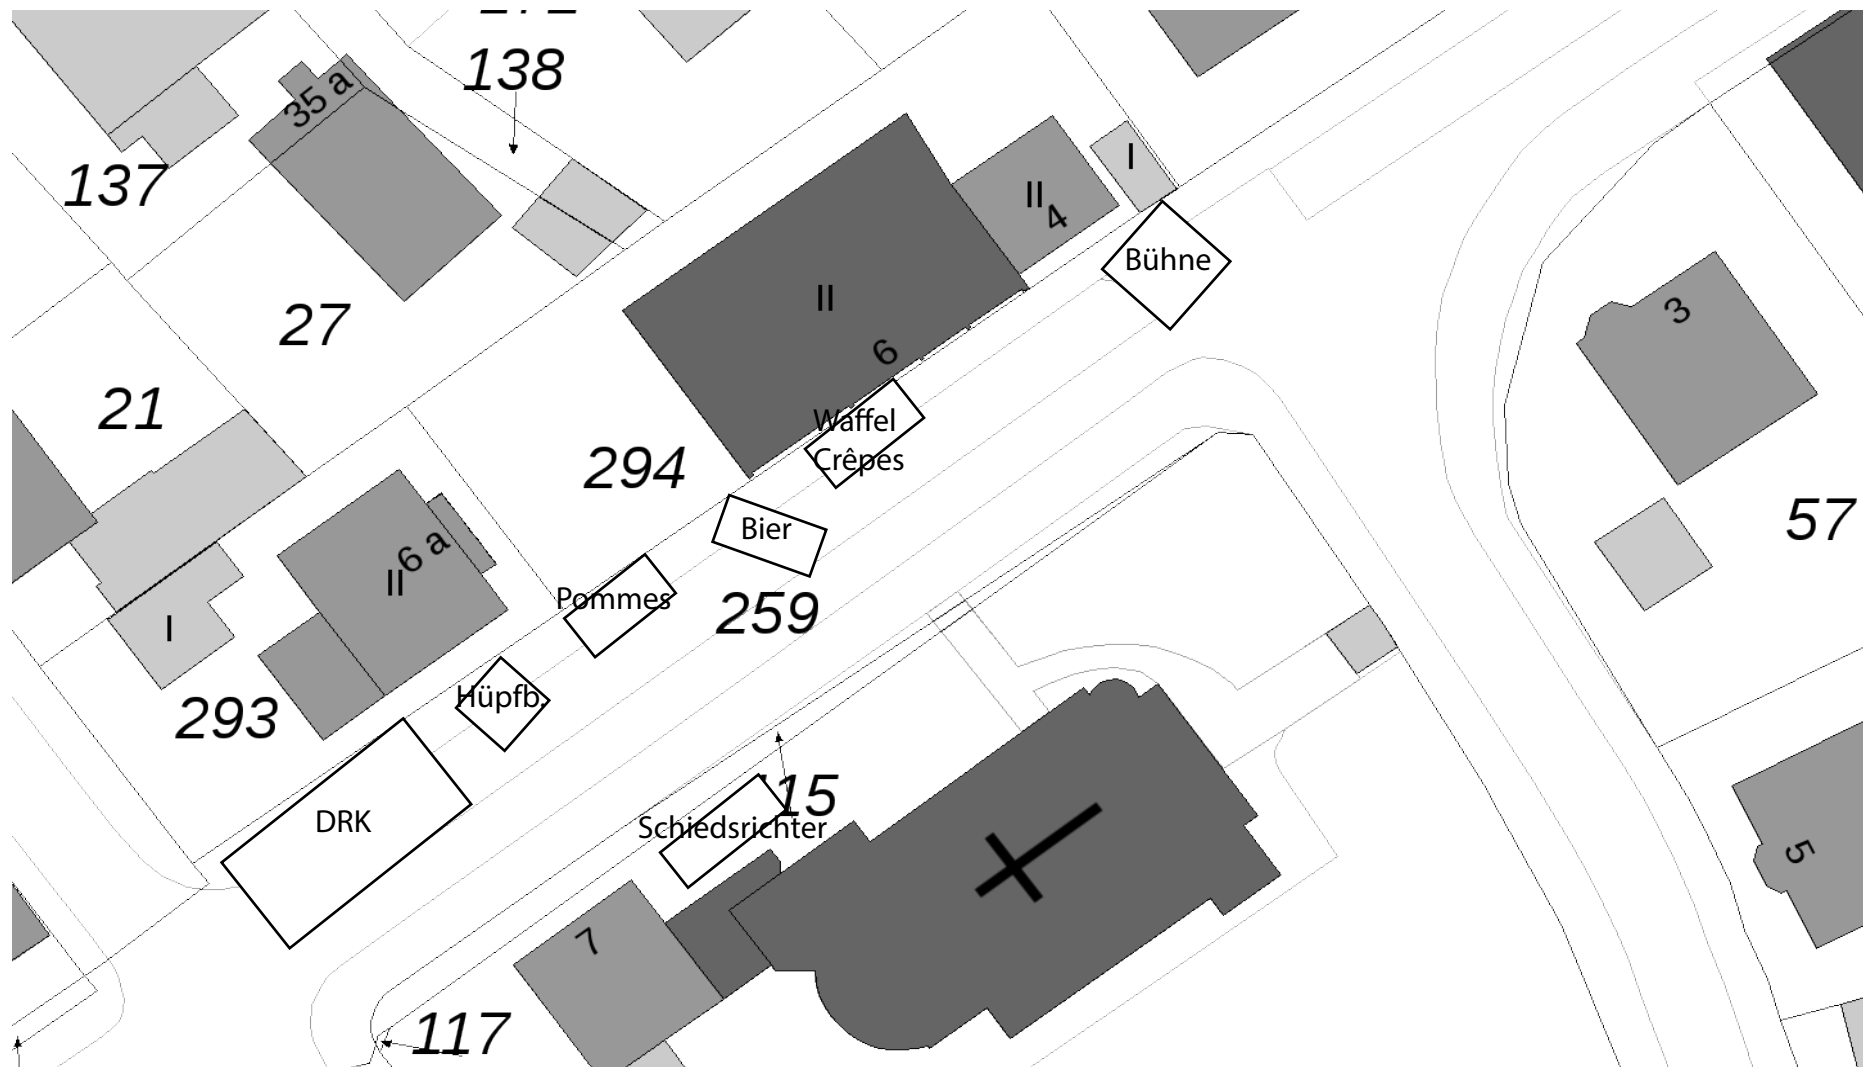 138
35 a
137
I
II
4
Bühne
27
II
3
6
21
Waffel
Crêpes
294
57
Bier
6 a
II
Pommes
259
I
Hüpfb.
293
15
DRK
Schiedsrichter
5
7
117